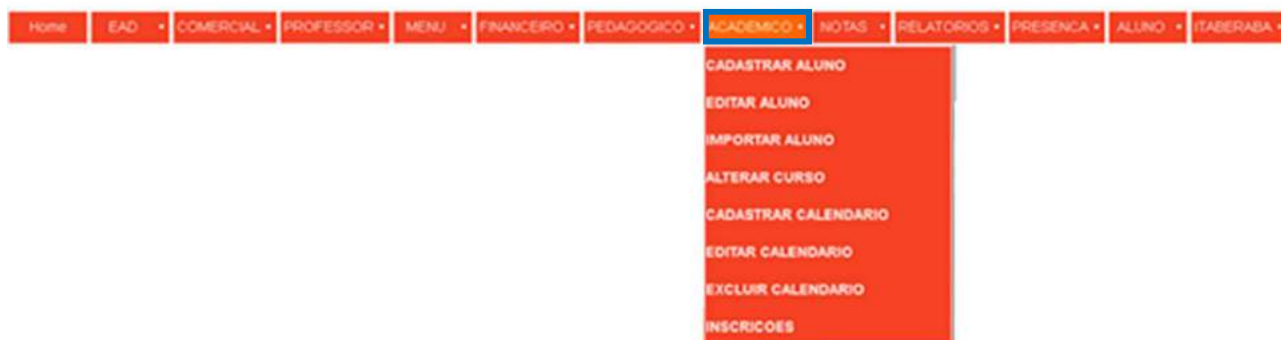 Home EAD COMERCIAL PROFESSOR MENU FINANCEIRO PEDAGOGICO ACADEMICO NOTAS RELATORIOS PRESENCA ALUNO ITABERABA
CADASTRAR ALUNO
EDITAR ALUNO
IMPORTAR ALUNO
ALTERAR CURSO
CADASTRAR CALENDARIO
EDITAR CALENDARIO
EXCLUIR CALENDARIO
INSCRICOES